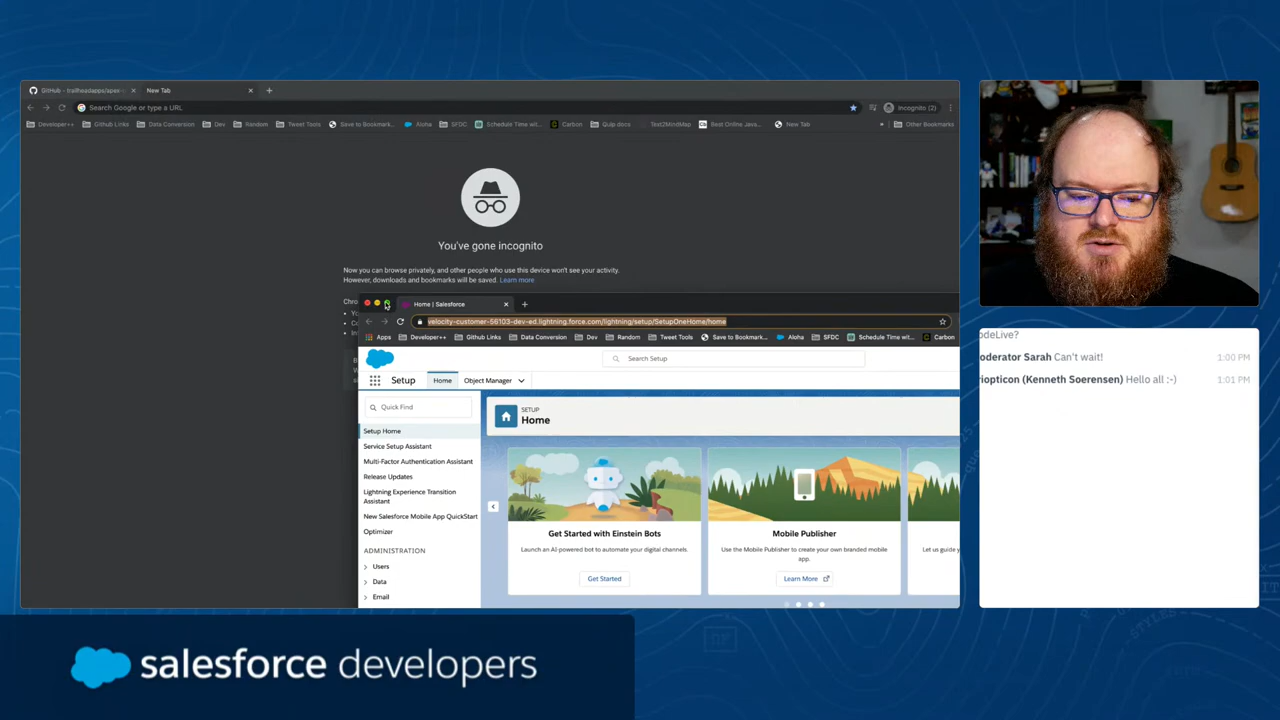 GitHub - trailheadapps/apex-
New Tab
Search Google or type a URL
Incognito (2)
Developer++
Github Links
Data Conversion
Dev
Random
Tweet Tools
Save to Bookmark...
Aloha
SFDC
Schedule Time wit...
Carbon
Quip docs
Text2MindMap
Best Online Java...
New Tab
Other Bookmarks
You've gone incognito
Now you can browse privately, and other people who use this device won't see your activity.
However, downloads and bookmarks will be saved. Learn more
Home | Salesforce
velocity-customer-56103-dev-ed.lightning.force.com/lightning/setup/SetupOneHome/home
Apps
Developer++
Github Links
Data Conversion
Dev
Random
Tweet Tools
Save to Bookmark...
Aloha
SFDC
Schedule Time wit...
Carbon
Search Setup
Setup
Home
Object Manager
Quick Find
Setup Home
Service Setup Assistant
Multi-Factor Authentication Assistant
Release Updates
Lightning Experience Transition
Assistant
New Salesforce Mobile App QuickStart
Optimizer
ADMINISTRATION
Users
Data
Email
SETUP
Home
Get Started with Einstein Bots
Launch an AI-powered bot to automate your digital channels.
Get Started
Mobile Publisher
Use the Mobile Publisher to create your own branded mobile
app.
Learn More
Let us guide y
odeLive?
oderator Sarah Can't wait! 1:00 PM
iopticon (Kenneth Soerensen) Hello all :-) 1:01 PM
salesforce developers